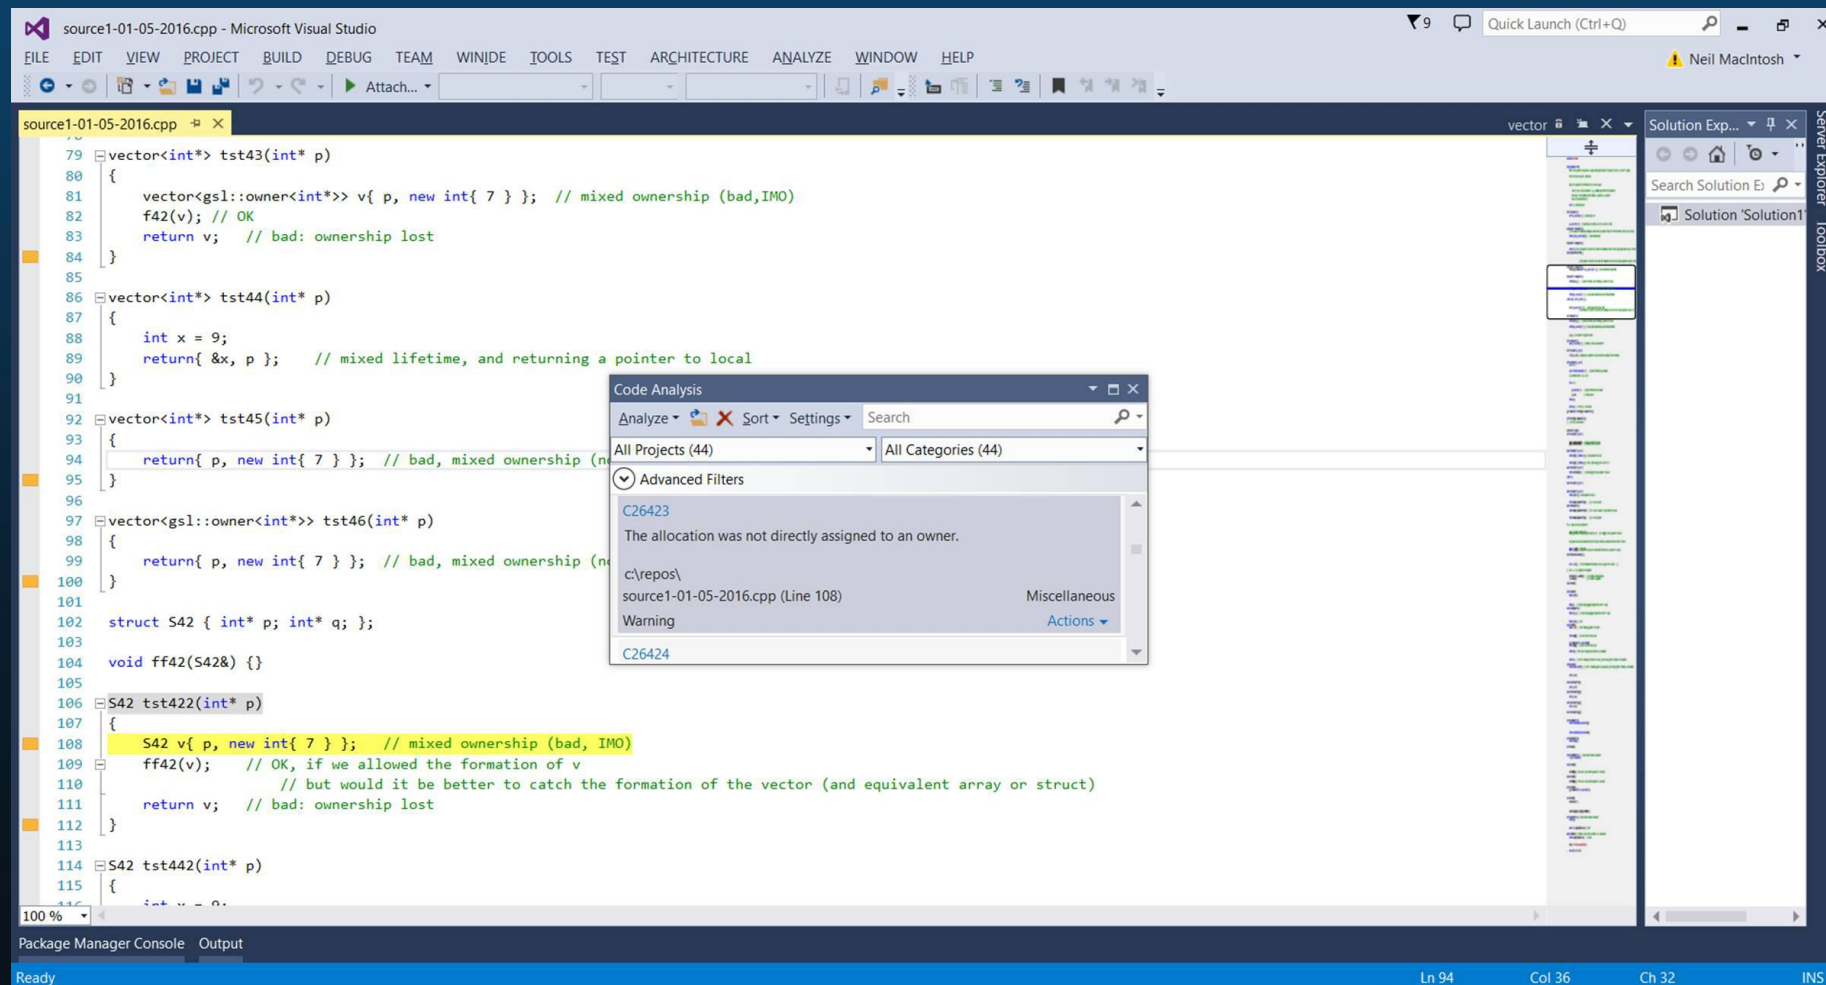 source1-01-05-2016.cpp - Microsoft Visual Studio
9
Quick Launch (Ctrl+Q)
FILE EDIT VIEW PROJECT BUILD DEBUG TEAM WINIDE TOOLS TEST ARCHITECTURE ANALYZE WINDOW HELP
Neil MacIntosh
Attach...
source1-01-05-2016.cpp
vector
79 vector<int*> tst43(int* p)
80 {
81 vector<gsl::owner<int*>> v{ p, new int{ 7 } }; // mixed ownership (bad,IMO)
82 f42(v); // OK
83 return v; // bad: ownership lost
84 }
85
86 vector<int*> tst44(int* p)
87 {
88 int x = 9;
89 return{ &x, p }; // mixed lifetime, and returning a pointer to local
90 }
91
92 vector<int*> tst45(int* p)
93 {
94 return{ p, new int{ 7 } }; // bad, mixed ownership
95 }
96
97 vector<gsl::owner<int*>> tst46(int* p)
98 {
99 return{ p, new int{ 7 } }; // bad, mixed ownership
100 }
101
102 struct S42 { int* p; int* q; };
103
104 void ff42(S42&) {}
105
106 S42 tst422(int* p)
107 {
108 S42 v{ p, new int{ 7 } }; // mixed ownership (bad, IMO)
109 ff42(v); // OK, if we allowed the formation of v
110 // but would it be better to catch the formation of the vector (and equivalent array or struct)
111 return v; // bad: ownership lost
112 }
113
114 S42 tst442(int* p)
115 {
116 int x = 9;
100 %
Code Analysis
Analyze Sort Settings Search
All Projects (44) All Categories (44)
Advanced Filters
C26423
The allocation was not directly assigned to an owner.
c:\repos\
source1-01-05-2016.cpp (Line 108) Miscellaneous
Warning Actions
C26424
Solution Exp...
Search Solution
Solution 'Solution1'
Server Explorer
Toolbox
Package Manager Console Output
Ready Ln 94 Col 36 Ch 32 INS